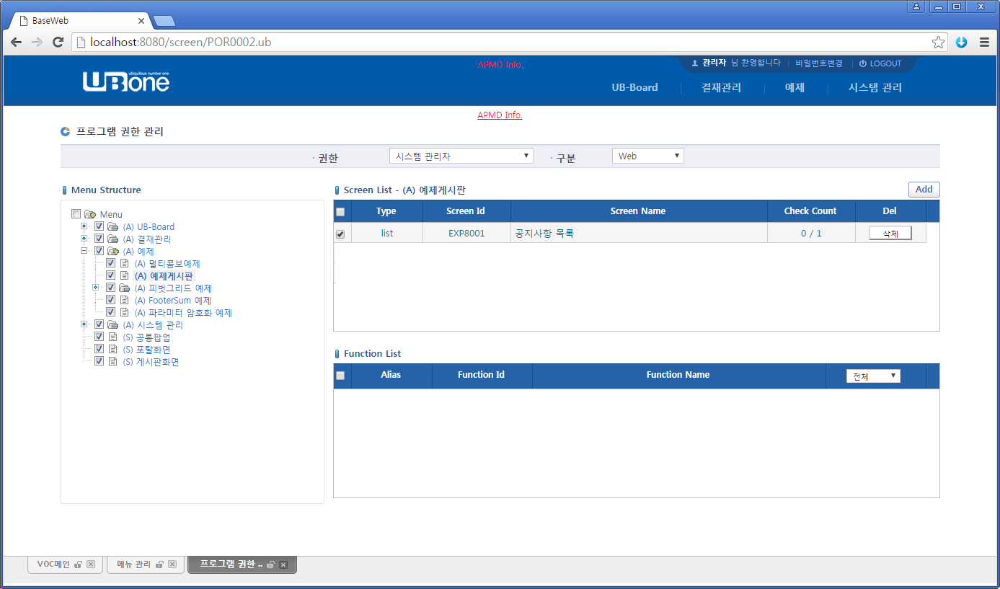 BaseWeb
localhost:8080/screen/POR0002.ub
APMD Info.
관리자 님 환영합니다 비밀번호변경 LOGOUT
UBone
ubiquitous number one
UB-Board 결재관리 예제 시스템 관리
APMD Info.
프로그램 권한 관리
· 권한 시스템 관리자 · 구분 Web
Menu Structure
Menu
(A) UB-Board
(A) 결재관리
(A) 예제
(A) 멀티콤보예제
(A) 예제게시판
(A) 피벗그리드 예제
(A) FooterSum 예제
(A) 파라미터 암호화 예제
(A) 시스템 관리
(S) 공통팝업
(S) 포탈화면
(S) 게시판화면
Screen List - (A) 예제게시판 Add
Type Screen Id Screen Name Check Count Del
list EXP8001 공지사항 목록 0 / 1 삭제
Function List
Alias Function Id Function Name 전체
VOC메인 메뉴 관리 프로그램 권한 ..